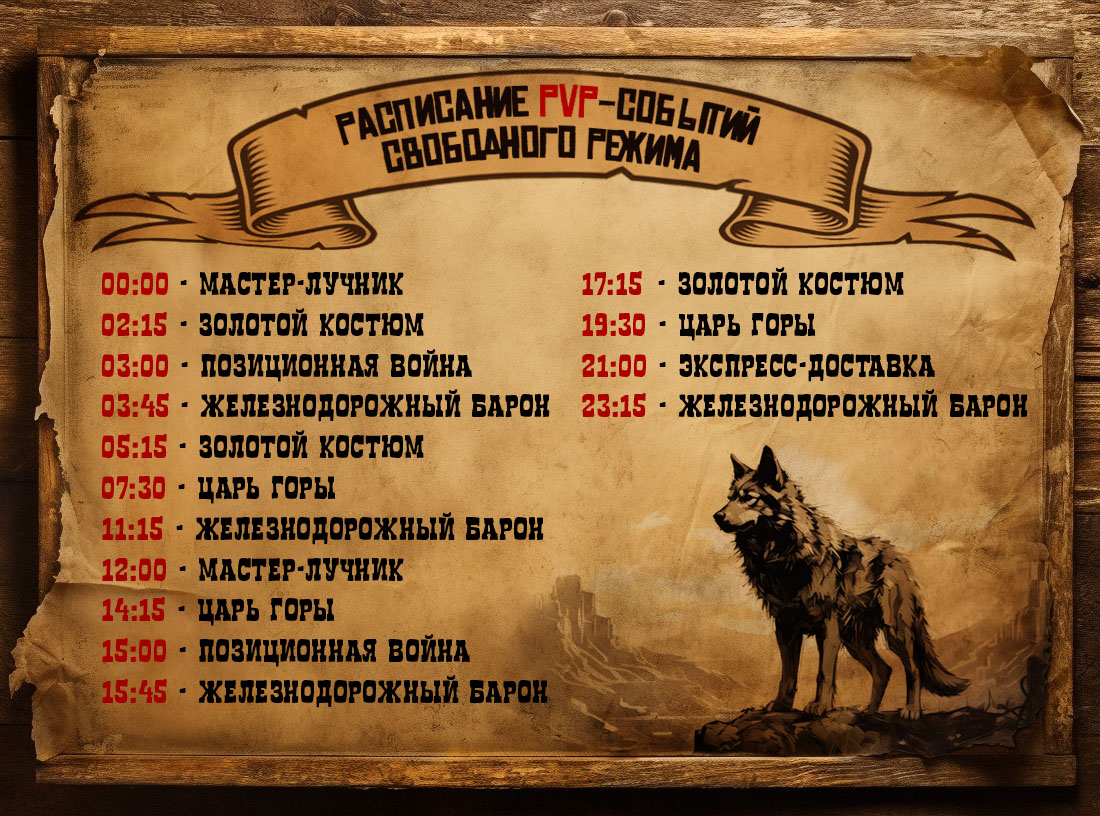 РАСПИСАНИЕ PVP-СОБЫТИЙ
СВОБОДНОГО РЕЖИМА
00:00 - МАСТЕР-ЛУЧНИК
02:15 - ЗОЛОТОЙ КОСТЮМ
03:00 - ПОЗИЦИОННАЯ ВОЙНА
03:45 - ЖЕЛЕЗНОДОРОЖНЫЙ БАРОН
05:15 - ЗОЛОТОЙ КОСТЮМ
07:30 - ЦАРЬ ГОРЫ
11:15 - ЖЕЛЕЗНОДОРОЖНЫЙ БАРОН
12:00 - МАСТЕР-ЛУЧНИК
14:15 - ЦАРЬ ГОРЫ
15:00 - ПОЗИЦИОННАЯ ВОЙНА
15:45 - ЖЕЛЕЗНОДОРОЖНЫЙ БАРОН
17:15 - ЗОЛОТОЙ КОСТЮМ
19:30 - ЦАРЬ ГОРЫ
21:00 - ЭКСПРЕСС-ДОСТАВКА
23:15 - ЖЕЛЕЗНОДОРОЖНЫЙ БАРОН